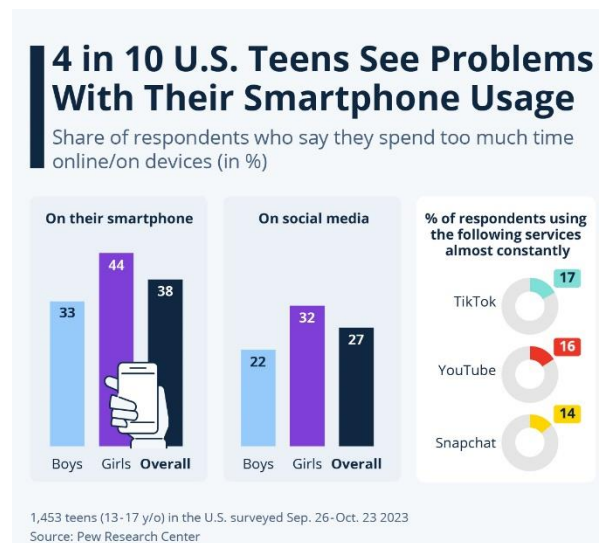 4 in 10 U.S. Teens See Problems
With Their Smartphone Usage
Share of respondents who say they spend too much time
online/on devices (in %)
On their smartphone
33
44
38
Boys Girls Overall
On social media
22
32
27
Boys Girls Overall
% of respondents using
the following services
almost constantly
TikTok 17
YouTube 16
Snapchat 14
1,453 teens (13-17 y/o) in the U.S. surveyed Sep. 26-Oct. 23 2023
Source: Pew Research Center